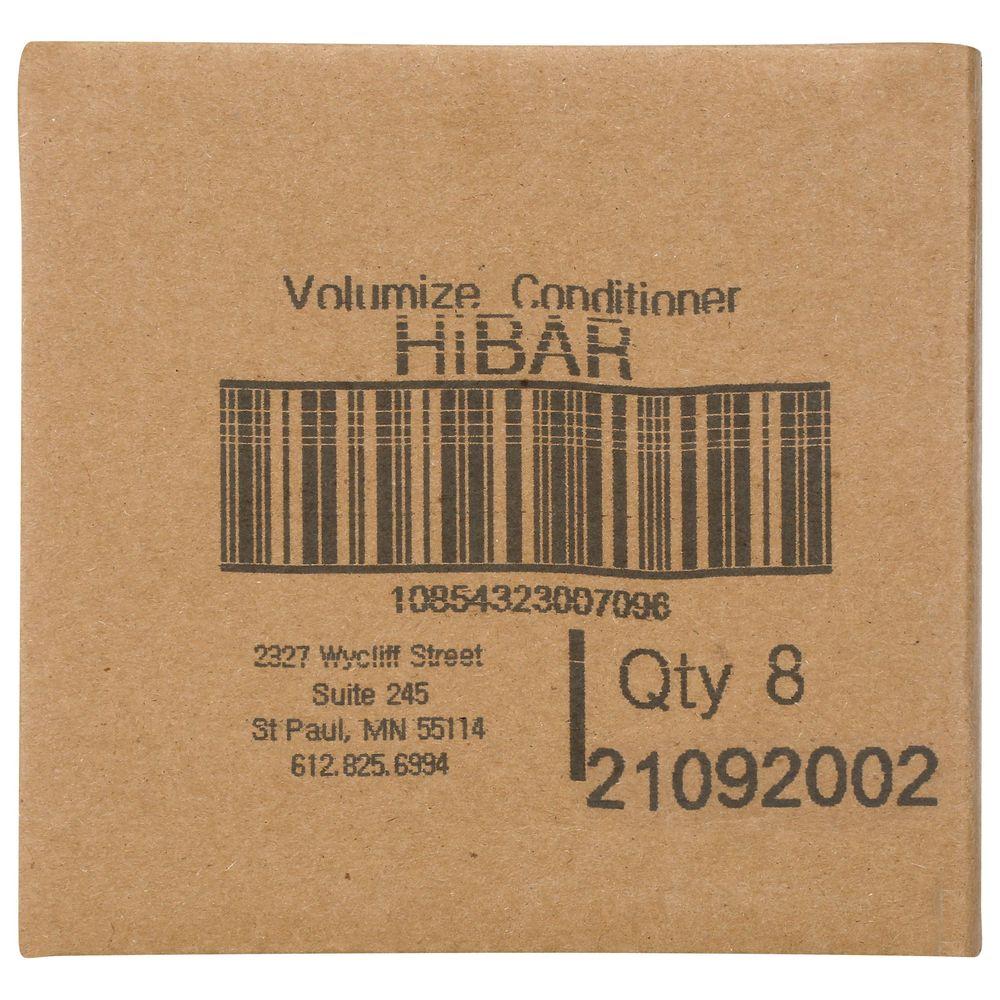 Volumize Conditioner
HiBAR
10854323007096
2327 Wycliff Street
Suite 245
St Paul, MN 55114
612.825.6994
Qty 8
21092002